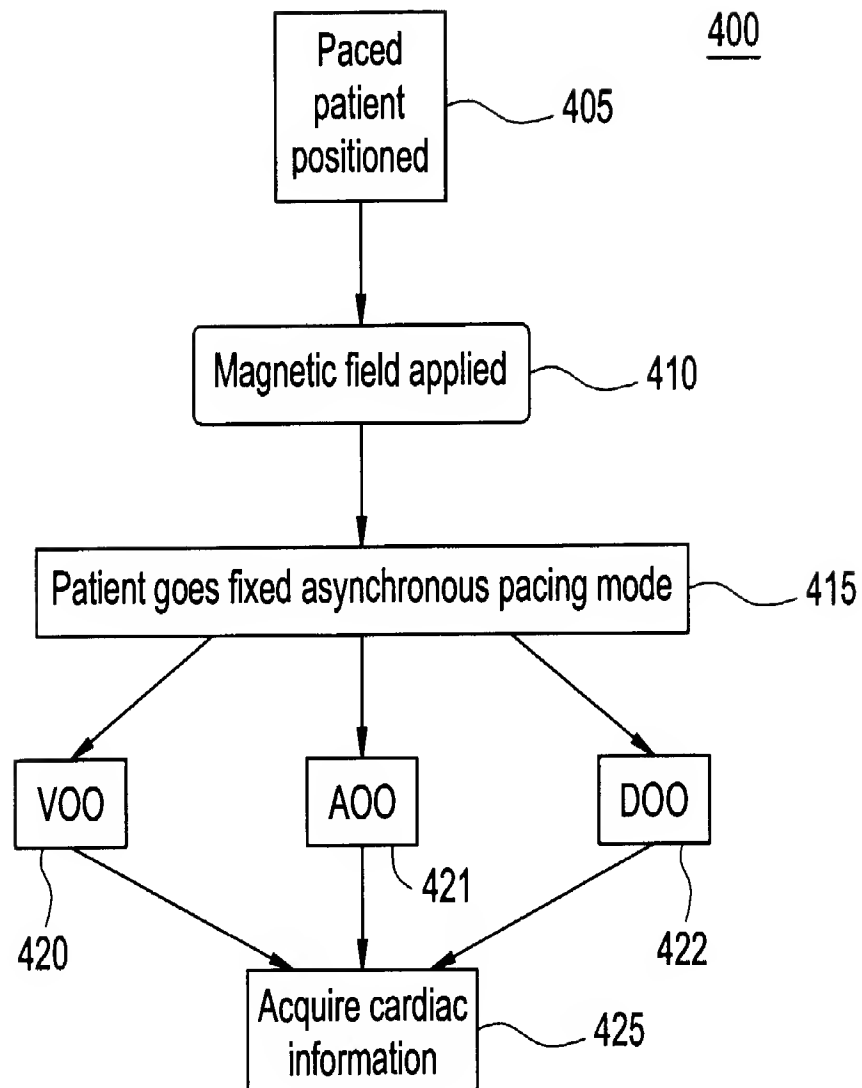 400
Paced
patient
positioned
405
Magnetic field applied
410
Patient goes fixed asynchronous pacing mode
415
VOO
AOO
DOO
420
421
422
Acquire cardiac
information
425